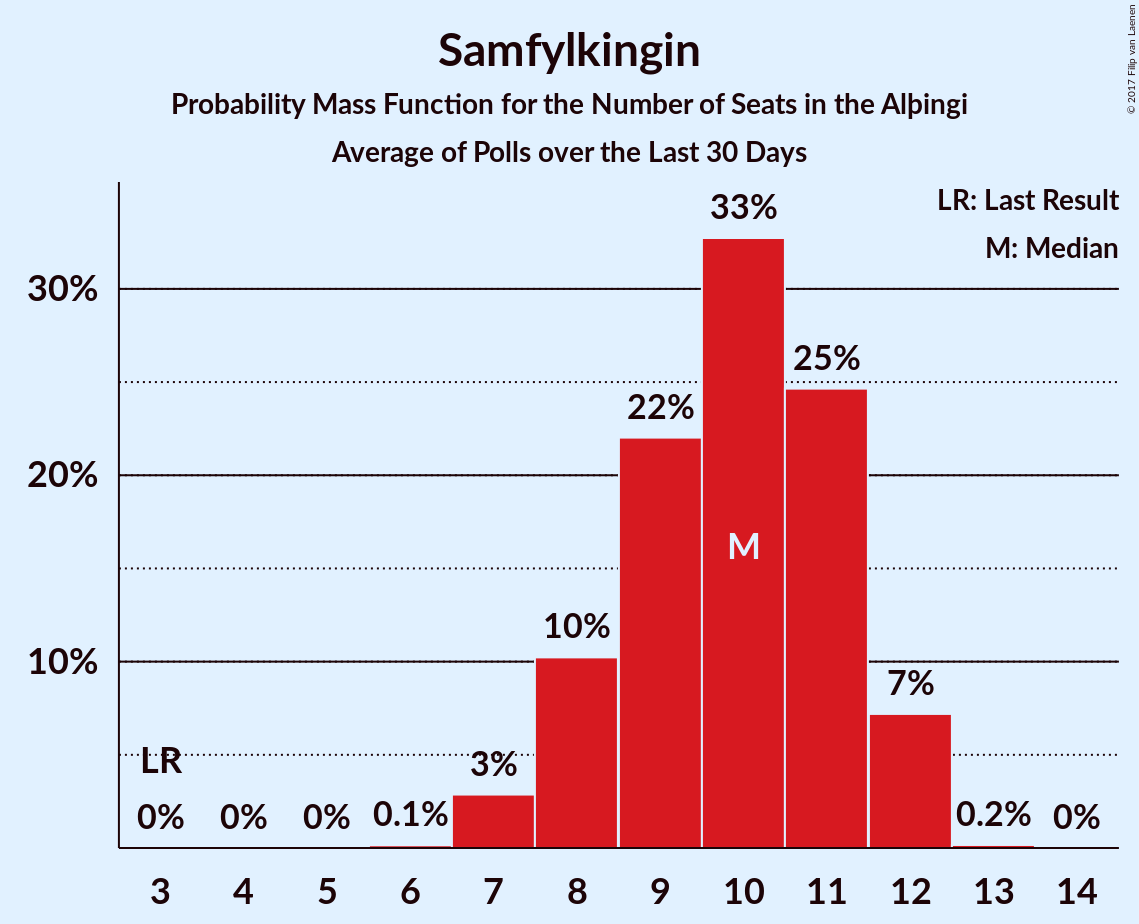 Samfylkingin
Probability Mass Function for the Number of Seats in the Alþingi
Average of Polls over the Last 30 Days
© 2017 Filip van Laenen
LR: Last Result
M: Median
30%
20%
10%
LR
0%
0%
0%
0.1%
3%
10%
22%
33%
M
25%
7%
0.2%
0%
3 4 5 6 7 8 9 10 11 12 13 14